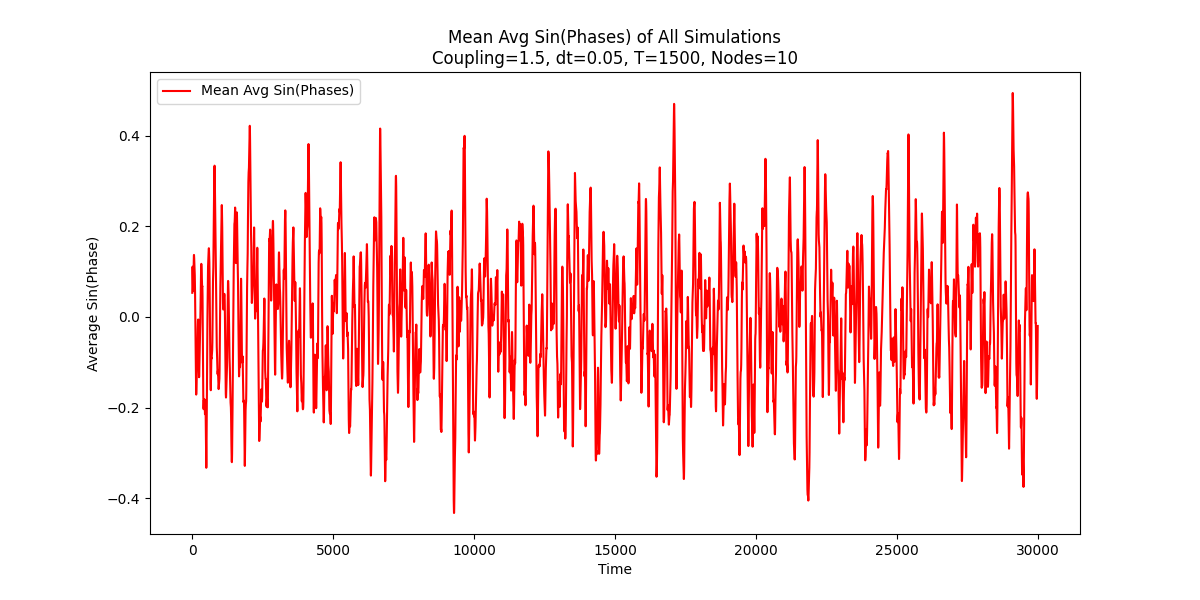 Mean Avg Sin(Phases) of All Simulations
Coupling=1.5, dt=0.05, T=1500, Nodes=10
Mean Avg Sin(Phases)
Average Sin(Phase)
0.4
0.2
0.0
−0.2
−0.4
0 5000 10000 15000 20000 25000 30000
Time